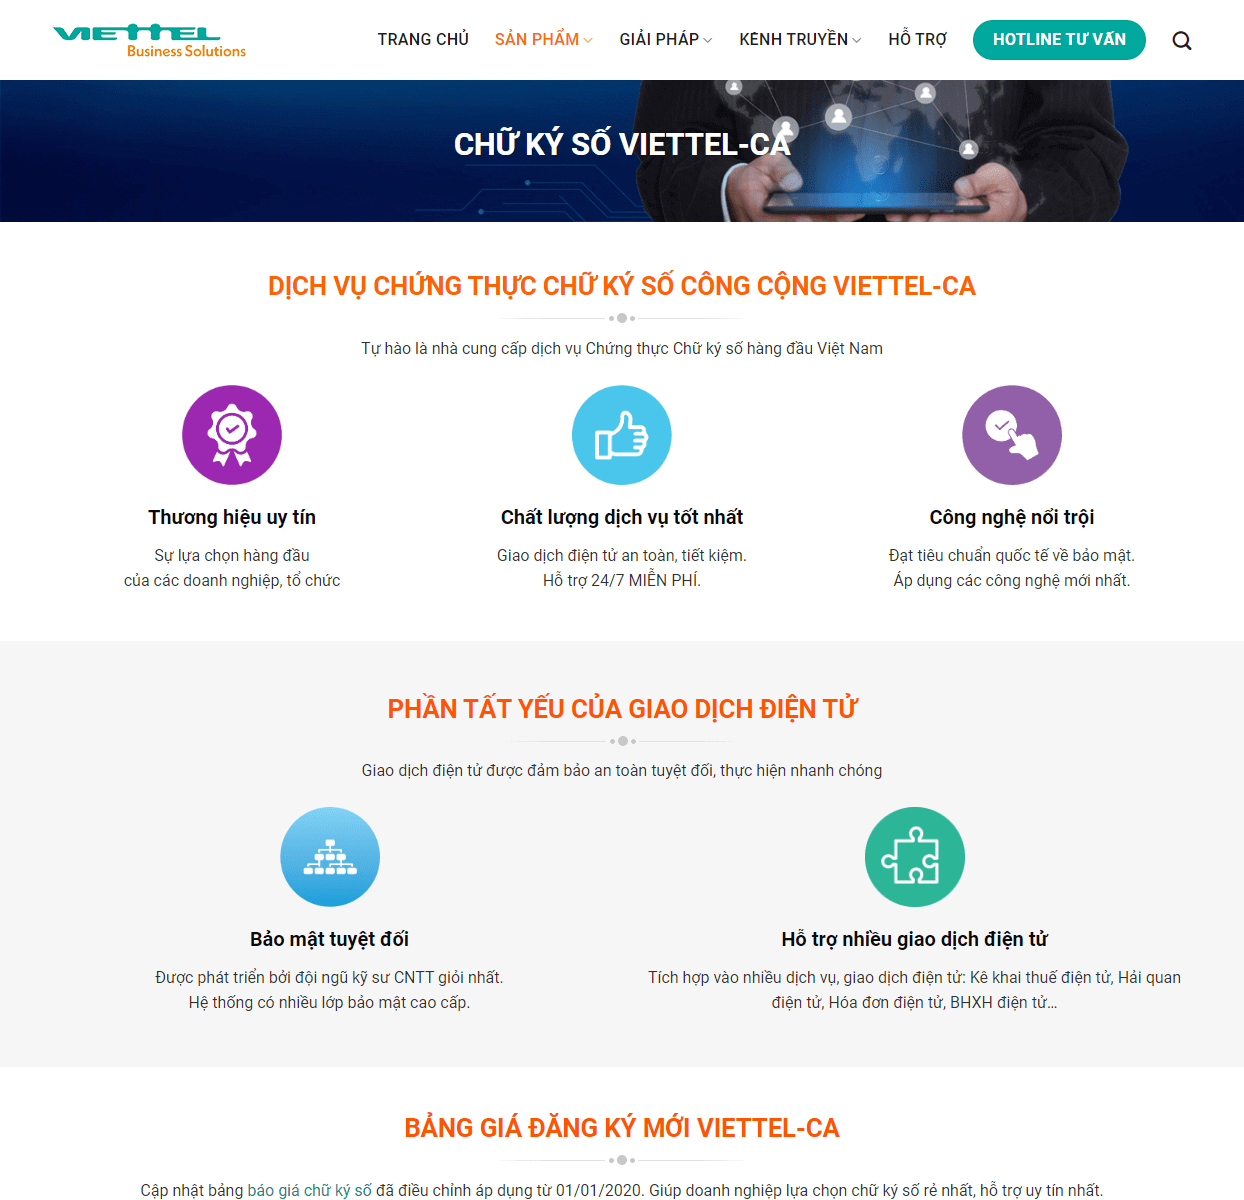 VIETTEL
Business Solutions
TRANG CHỦ SẢN PHẨM GIẢI PHÁP KÊNH TRUYỀN HỖ TRỢ HOTLINE TƯ VẤN
CHỮ KÝ SỐ VIETTEL-CA
DỊCH VỤ CHỨNG THỰC CHỮ KÝ SỐ CÔNG CỘNG VIETTEL-CA
Tự hào là nhà cung cấp dịch vụ Chứng thực Chữ ký số hàng đầu Việt Nam
Thương hiệu uy tín
Sự lựa chọn hàng đầu
của các doanh nghiệp, tổ chức
Chất lượng dịch vụ tốt nhất
Giao dịch điện tử an toàn, tiết kiệm.
Hỗ trợ 24/7 MIỄN PHÍ.
Công nghệ nổi trội
Đạt tiêu chuẩn quốc tế về bảo mật.
Áp dụng các công nghệ mới nhất.
PHẦN TẤT YẾU CỦA GIAO DỊCH ĐIỆN TỬ
Giao dịch điện tử được đảm bảo an toàn tuyệt đối, thực hiện nhanh chóng
Bảo mật tuyệt đối
Được phát triển bởi đội ngũ kỹ sư CNTT giỏi nhất.
Hệ thống có nhiều lớp bảo mật cao cấp.
Hỗ trợ nhiều giao dịch điện tử
Tích hợp vào nhiều dịch vụ, giao dịch điện tử: Kê khai thuế điện tử, Hải quan
điện tử, Hóa đơn điện tử, BHXH điện tử...
BẢNG GIÁ ĐĂNG KÝ MỚI VIETTEL-CA
Cập nhật bảng báo giá chữ ký số đã điều chỉnh áp dụng từ 01/01/2020. Giúp doanh nghiệp lựa chọn chữ ký số rẻ nhất, hỗ trợ uy tín nhất.